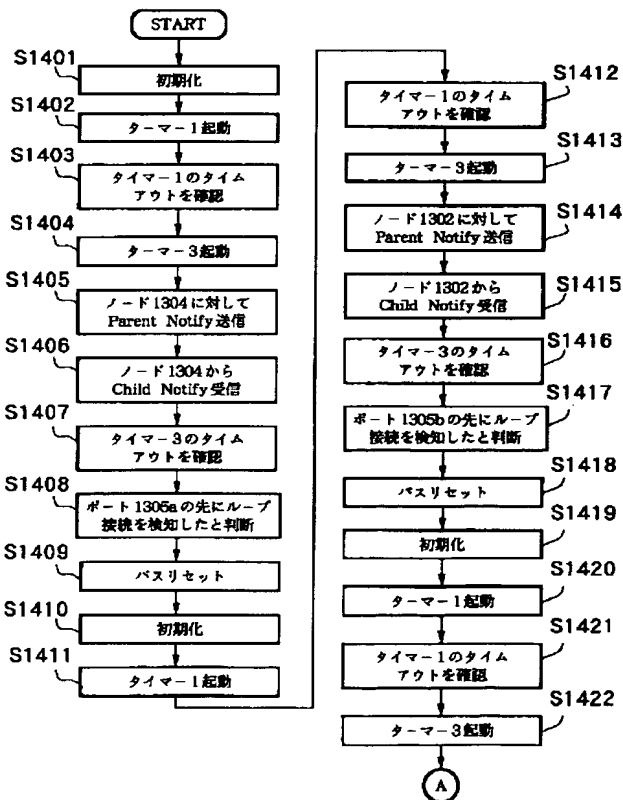 START
S1401
初期化
S1402
ターマー1起動
S1403
タイマー1のタイム
アウトを確認
S1404
ターマー3起動
S1405
ノード1304に対して
Parent Notify 送信
S1406
ノード1304から
Child Notify 受信
S1407
タイマー3のタイム
アウトを確認
S1408
ポート1305aの先にループ
接続を検知したと判断
S1409
バスリセット
S1410
初期化
S1411
タイマー1起動
S1412
タイマー1のタイム
アウトを確認
S1413
ターマー3起動
S1414
ノード1302に対して
Parent Notify 送信
S1415
ノード1302から
Child Notify 受信
S1416
タイマー3のタイム
アウトを確認
S1417
ポート1305bの先にループ
接続を検知したと判断
S1418
バスリセット
S1419
初期化
S1420
ターマー1起動
S1421
タイマー1のタイム
アウトを確認
S1422
ターマー3起動
A